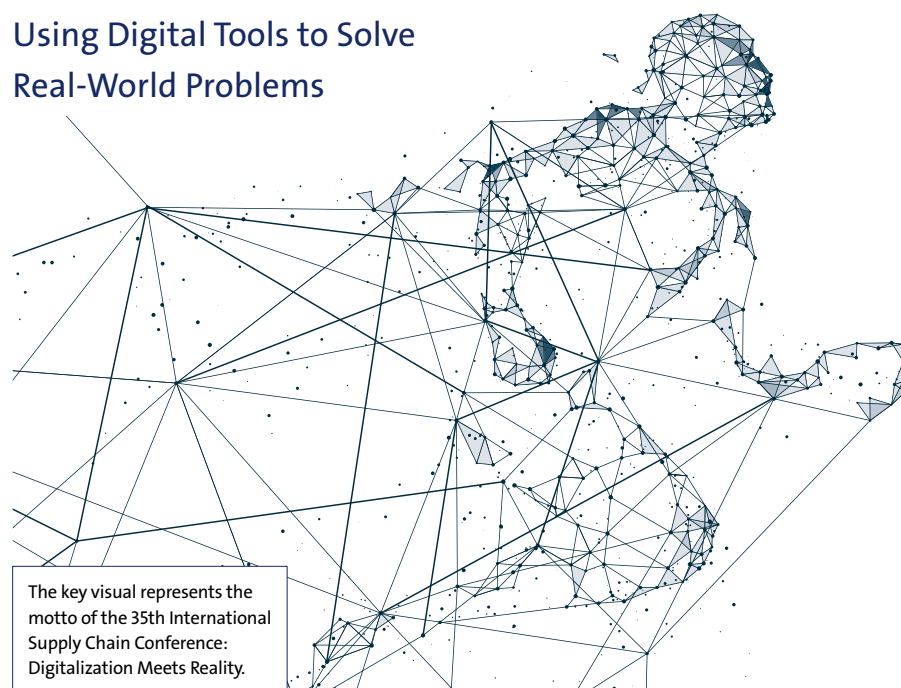 Using Digital Tools to Solve
Real-World Problems
The key visual represents the
motto of the 35th International
Supply Chain Conference:
Digitalization Meets Reality.